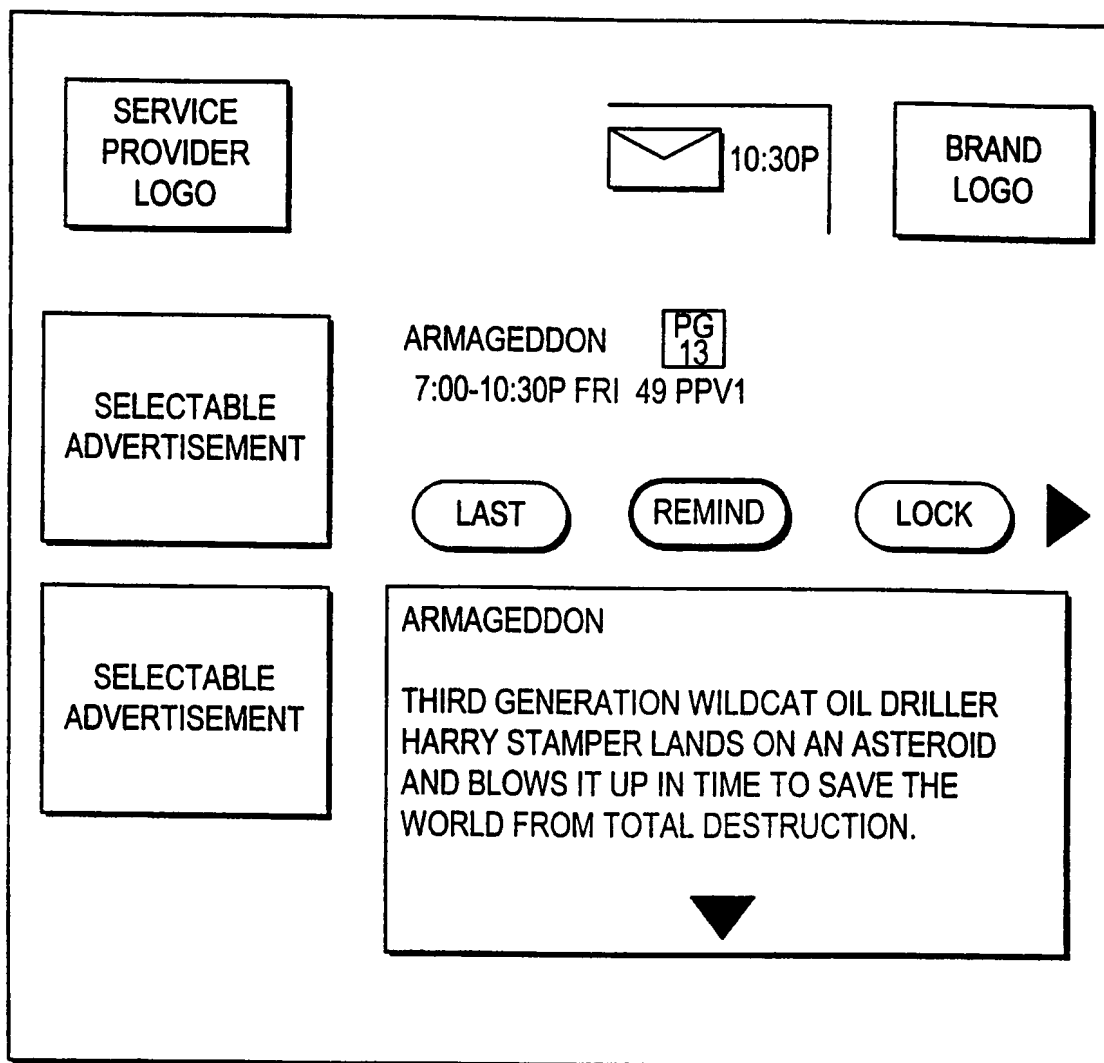 SERVICE
PROVIDER
LOGO
10:30P
BRAND
LOGO
SELECTABLE
ADVERTISEMENT
ARMAGEDDON
PG
13
7:00-10:30P FRI 49 PPV1
LAST
REMIND
LOCK
SELECTABLE
ADVERTISEMENT
ARMAGEDDON
THIRD GENERATION WILDCAT OIL DRILLER
HARRY STAMPER LANDS ON AN ASTEROID
AND BLOWS IT UP IN TIME TO SAVE THE
WORLD FROM TOTAL DESTRUCTION.